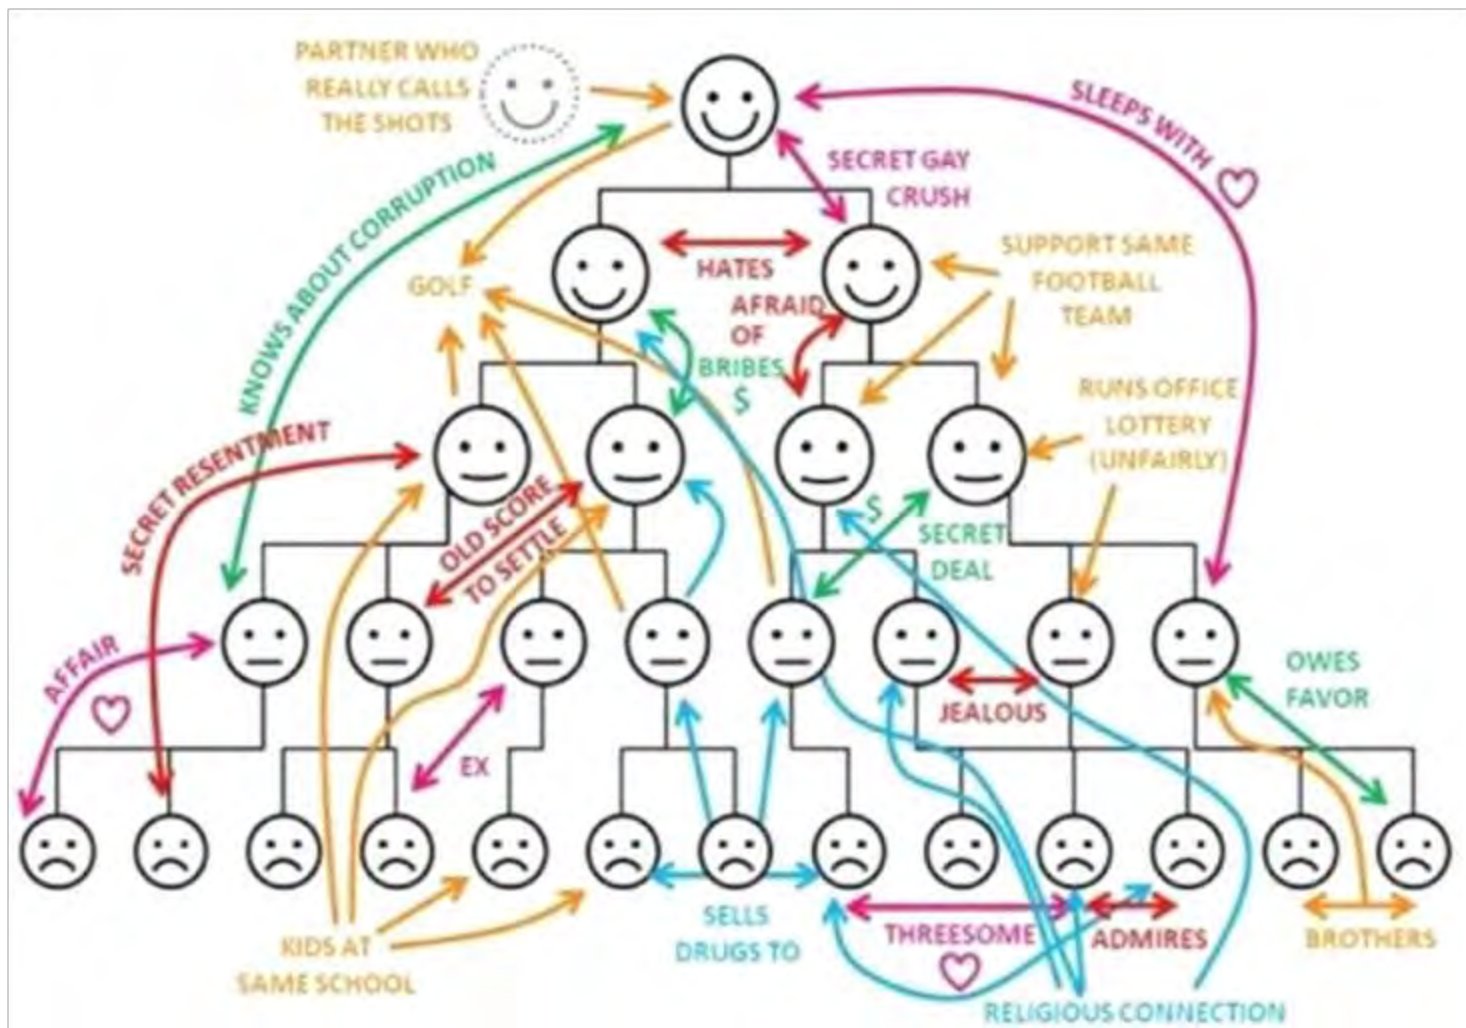 PARTNER WHO
REALLY CALLS
THE SHOTS
SLEEPS WITH
SECRET GAY
CRUSH
KNOWS ABOUT CORRUPTION
HATES
SUPPORT SAME
FOOTBALL
TEAM
GOLF
AFRAID
OF
BRIBES
$
RUNS OFFICE
LOTTERY
(UNFAIRLY)
SECRET RESENTMENT
OLD SCORE
TO SETTLE
$
SECRET
DEAL
AFFAIR
OWES
FAVOR
JEALOUS
EX
SELLS
DRUGS TO
THREESOME
ADMIRES
BROTHERS
KIDS AT
SAME SCHOOL
RELIGIOUS CONNECTION